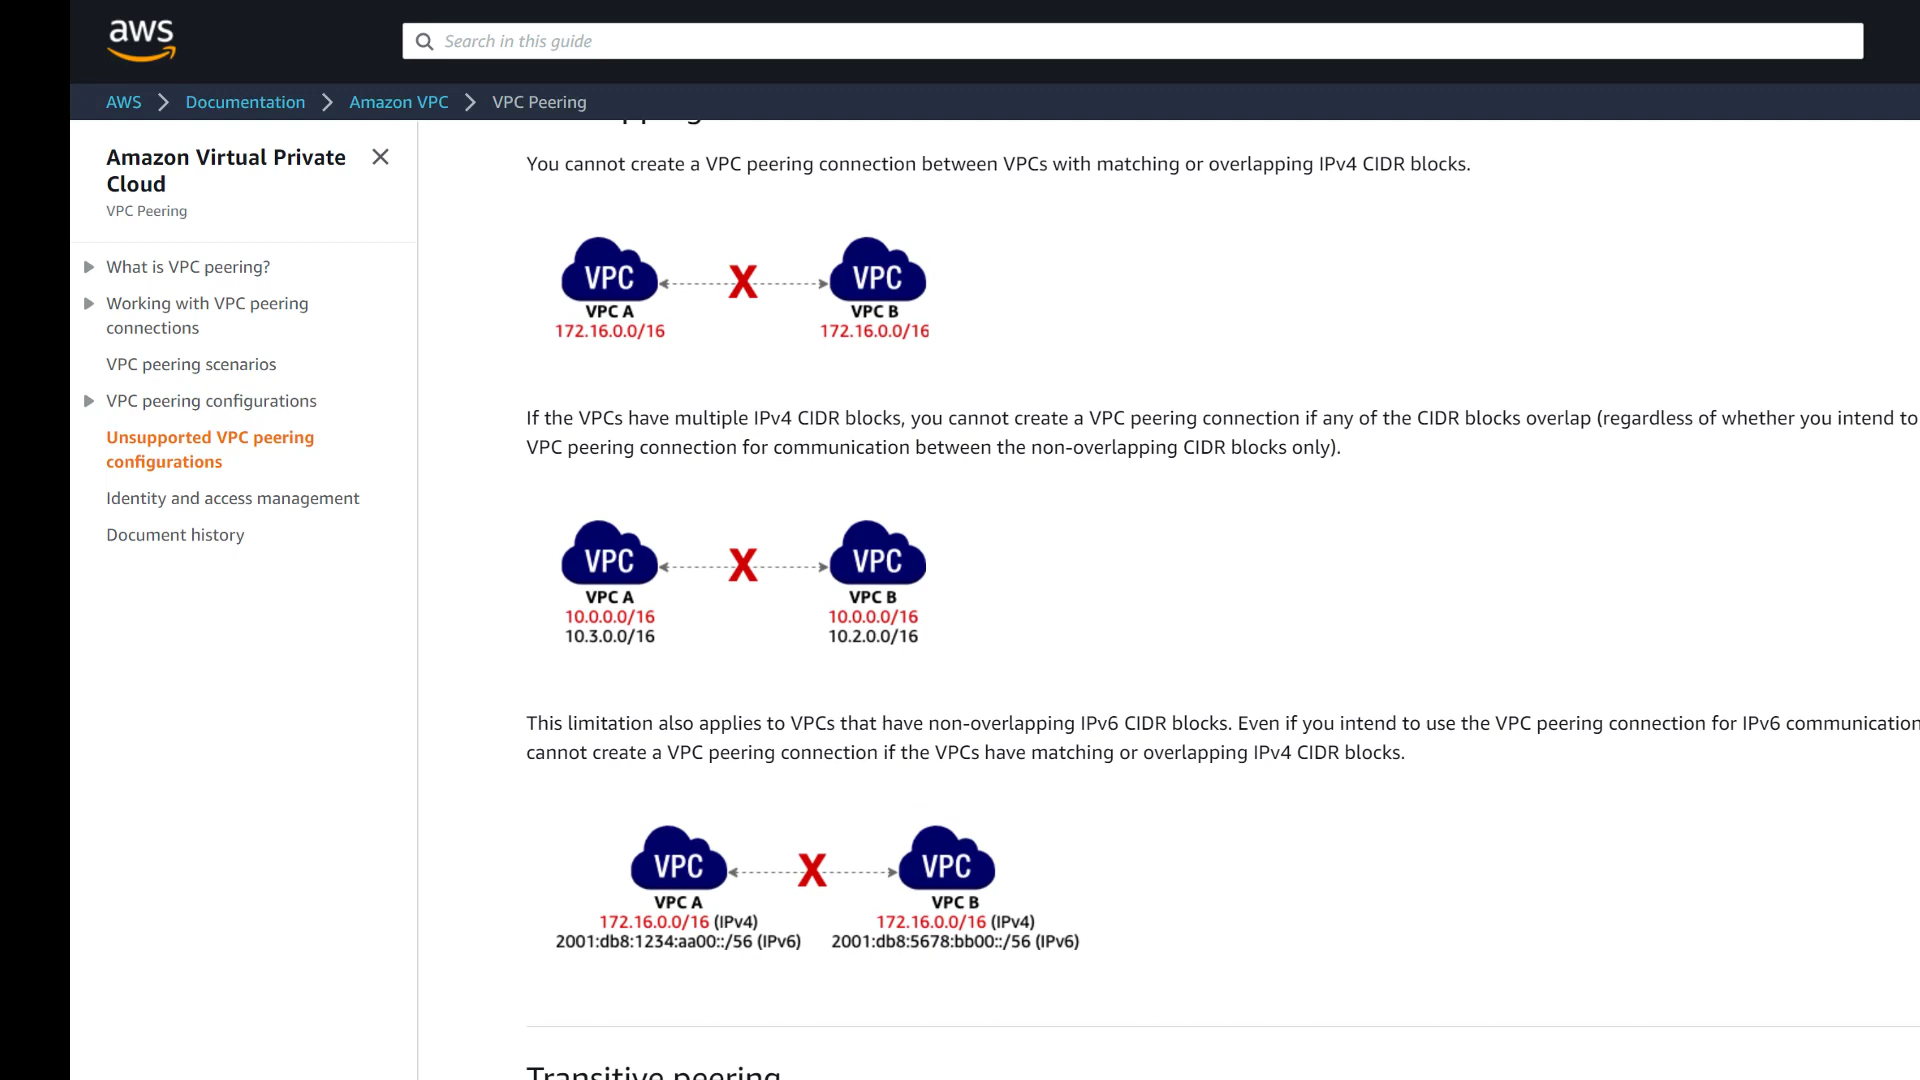 aws
Search in this guide
AWS > Documentation > Amazon VPC > VPC Peering
Amazon Virtual Private
Cloud
VPC Peering
What is VPC peering?
Working with VPC peering
connections
VPC peering scenarios
VPC peering configurations
Unsupported VPC peering
configurations
Identity and access management
Document history
You cannot create a VPC peering connection between VPCs with matching or overlapping IPv4 CIDR blocks.
VPC X VPC
VPC A VPC B
172.16.0.0/16 172.16.0.0/16
If the VPCs have multiple IPv4 CIDR blocks, you cannot create a VPC peering connection if any of the CIDR blocks overlap (regardless of whether you intend to
VPC peering connection for communication between the non-overlapping CIDR blocks only).
VPC X VPC
VPC A VPC B
10.0.0.0/16 10.0.0.0/16
10.3.0.0/16 10.2.0.0/16
This limitation also applies to VPCs that have non-overlapping IPv6 CIDR blocks. Even if you intend to use the VPC peering connection for IPv6 communication
cannot create a VPC peering connection if the VPCs have matching or overlapping IPv4 CIDR blocks.
VPC X VPC
VPC A VPC B
172.16.0.0/16 (IPv4) 172.16.0.0/16 (IPv4)
2001:db8:1234:aa00::/56 (IPv6) 2001:db8:5678:bb00::/56 (IPv6)
Transitive peering